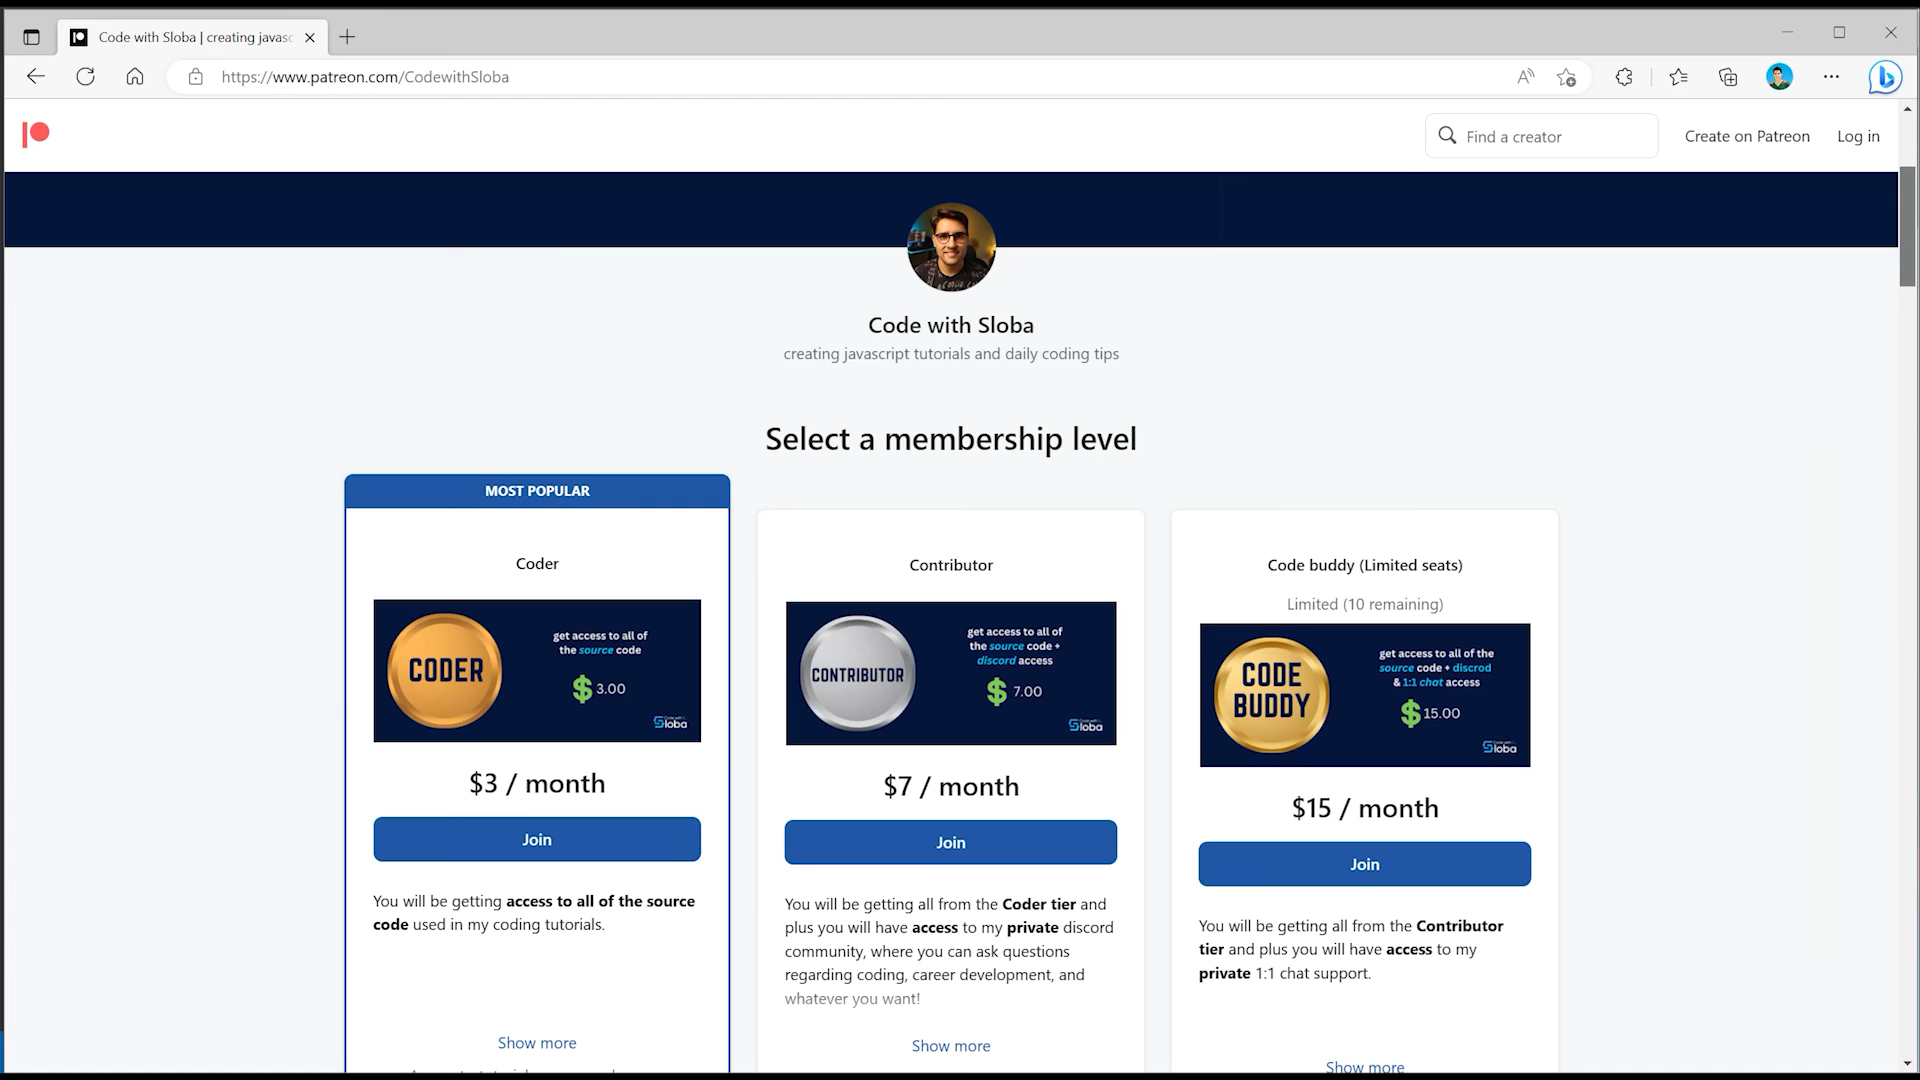 Code with Sloba | creating javasc
https://www.patreon.com/CodewithSloba
Find a creator
Create on Patreon
Log in
Code with Sloba
creating javascript tutorials and daily coding tips
Select a membership level
MOST POPULAR
Coder
CODER
get access to all of
the source code
$ 3.00
Code with
Sloba
$3 / month
Join
You will be getting access to all of the source
code used in my coding tutorials.
Show more
Contributor
CONTRIBUTOR
get access to all of
the source code +
discord access
$ 7.00
Code with
Sloba
$7 / month
Join
You will be getting all from the Coder tier and
plus you will have access to my private discord
community, where you can ask questions
regarding coding, career development, and
whatever you want!
Show more
Code buddy (Limited seats)
Limited (10 remaining)
CODE
BUDDY
get access to all of the
source code + discrod
& 1:1 chat access
$ 15.00
Code with
Sloba
$15 / month
Join
You will be getting all from the Contributor
tier and plus you will have access to my
private 1:1 chat support.
Show more